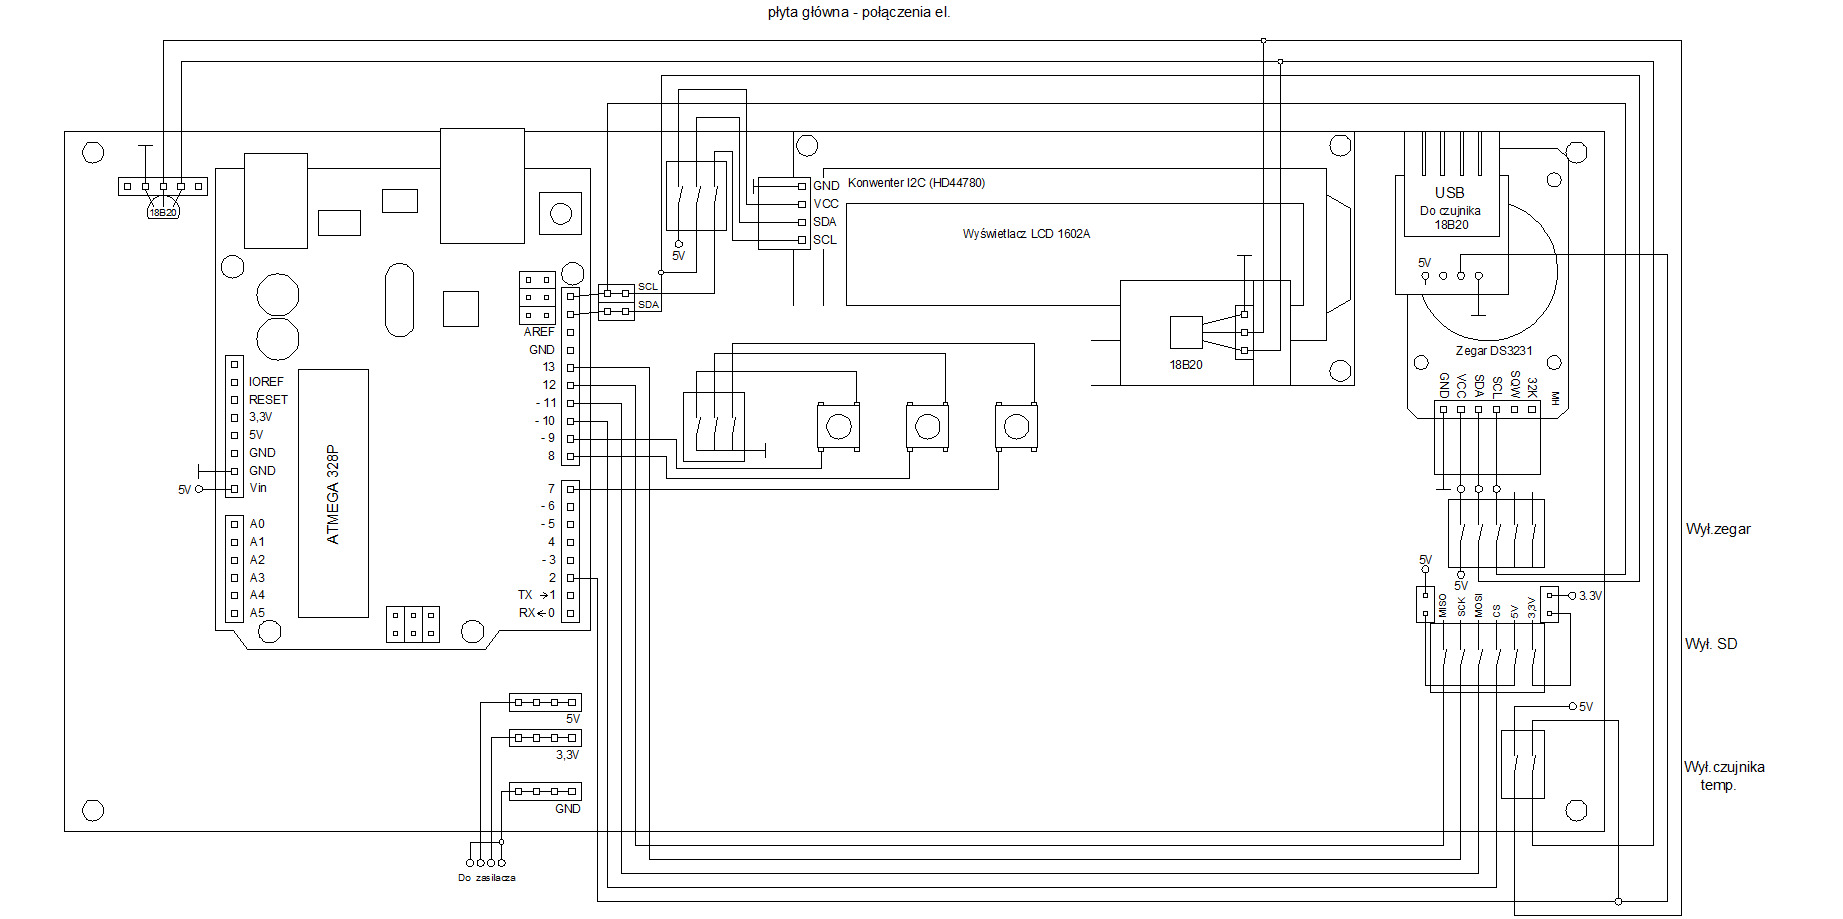 płyta główna - połączenia el.
18B20
5V
GND
VCC
SDA
SCL
Konwenter I2C (HD44780)
Wyświetlacz LCD 1602A
18B20
USB
Do czujnika
18B20
5V
Zegar DS3231
GND
VCC
SDA
SCL
SQW
32K
MH
SCL
SDA
AREF
GND
13
12
- 11
- 10
- 9
8
7
- 6
- 5
4
- 3
2
TX → 1
RX ← 0
IOREF
RESET
3,3V
5V
GND
GND
Vin
5V
A0
A1
A2
A3
A4
A5
ATMEGA 328P
Wył.zegar
5V
5V
MISO
SCK
MOSI
CS
5V
3,3V
3.3V
Wył. SD
5V
Wył.czujnika
temp.
5V
3,3V
GND
Do zasilacza